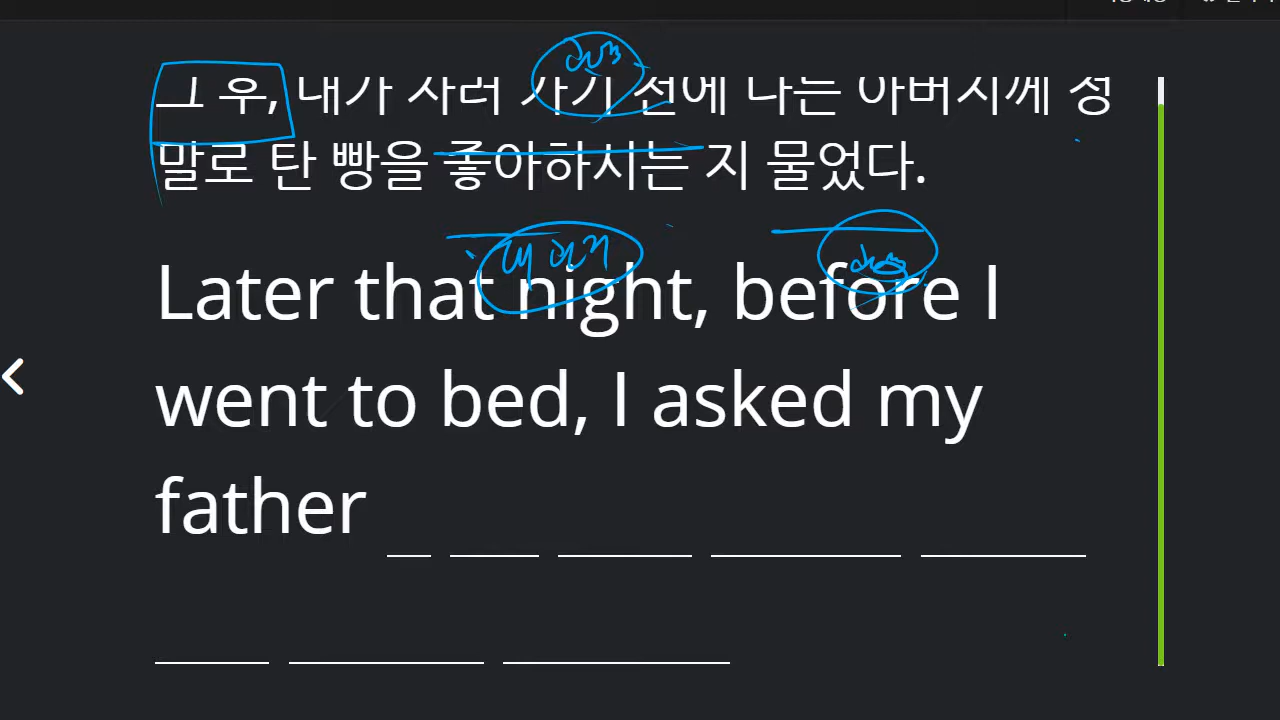 그 후, 내가 자러 가기 전에 나는 아버지께 정
말로 탄 빵을 좋아하시는 지 물었다.
Later that night, before I
went to bed, I asked my
father